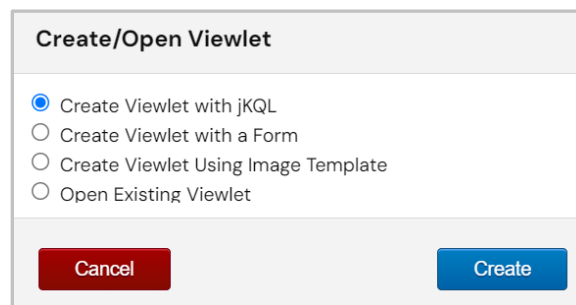 Create/Open Viewlet
Create Viewlet with jKQL
Create Viewlet with a Form
Create Viewlet Using Image Template
Open Existing Viewlet
Cancel Create